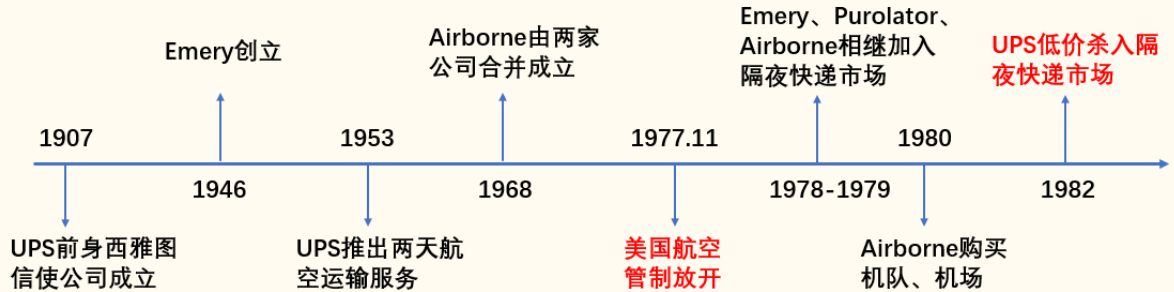 Emery、Purolator、
Airborne相继加入
隔夜快递市场
Airborne由两家
公司合并成立
UPS低价杀入隔
夜快递市场
Emery创立
1907
1953
1977.11
1980
1946
1968
1978-1979
1982
UPS前身西雅图
信使公司成立
UPS推出两天航
空运输服务
美国航空
管制放开
Airborne购买
机队、机场